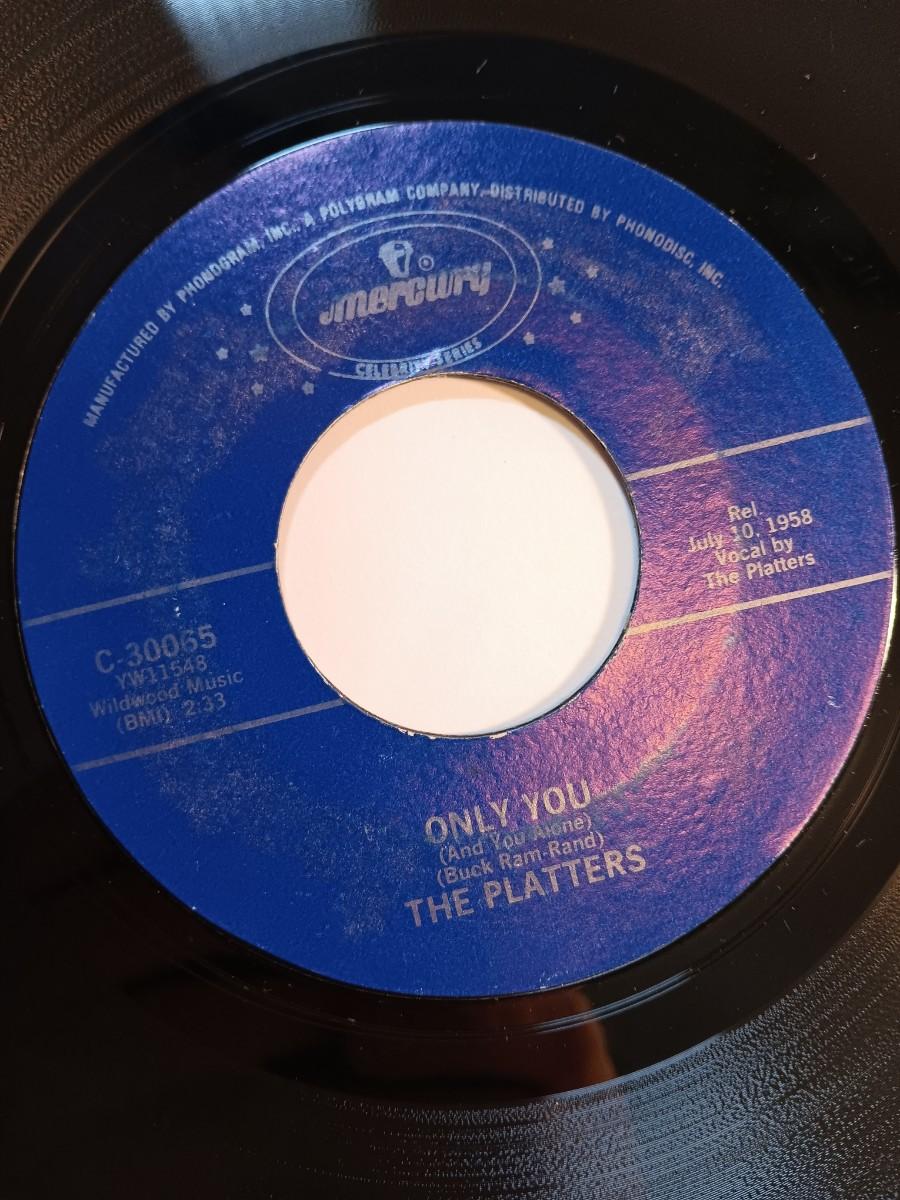 MANUFACTURED BY PHONOGRAM, INC., A POLYGRAM COMPANY, DISTRIBUTED BY PHONODISC, INC.
mercury ®
CELEBRITY SERIES
Rel.
July 10, 1958
Vocal by
The Platters
C-30065
YW11548
Wildwood Music
(BMI) 2:33
ONLY YOU
(And You Alone)
(Buck Ram-Rand)
THE PLATTERS